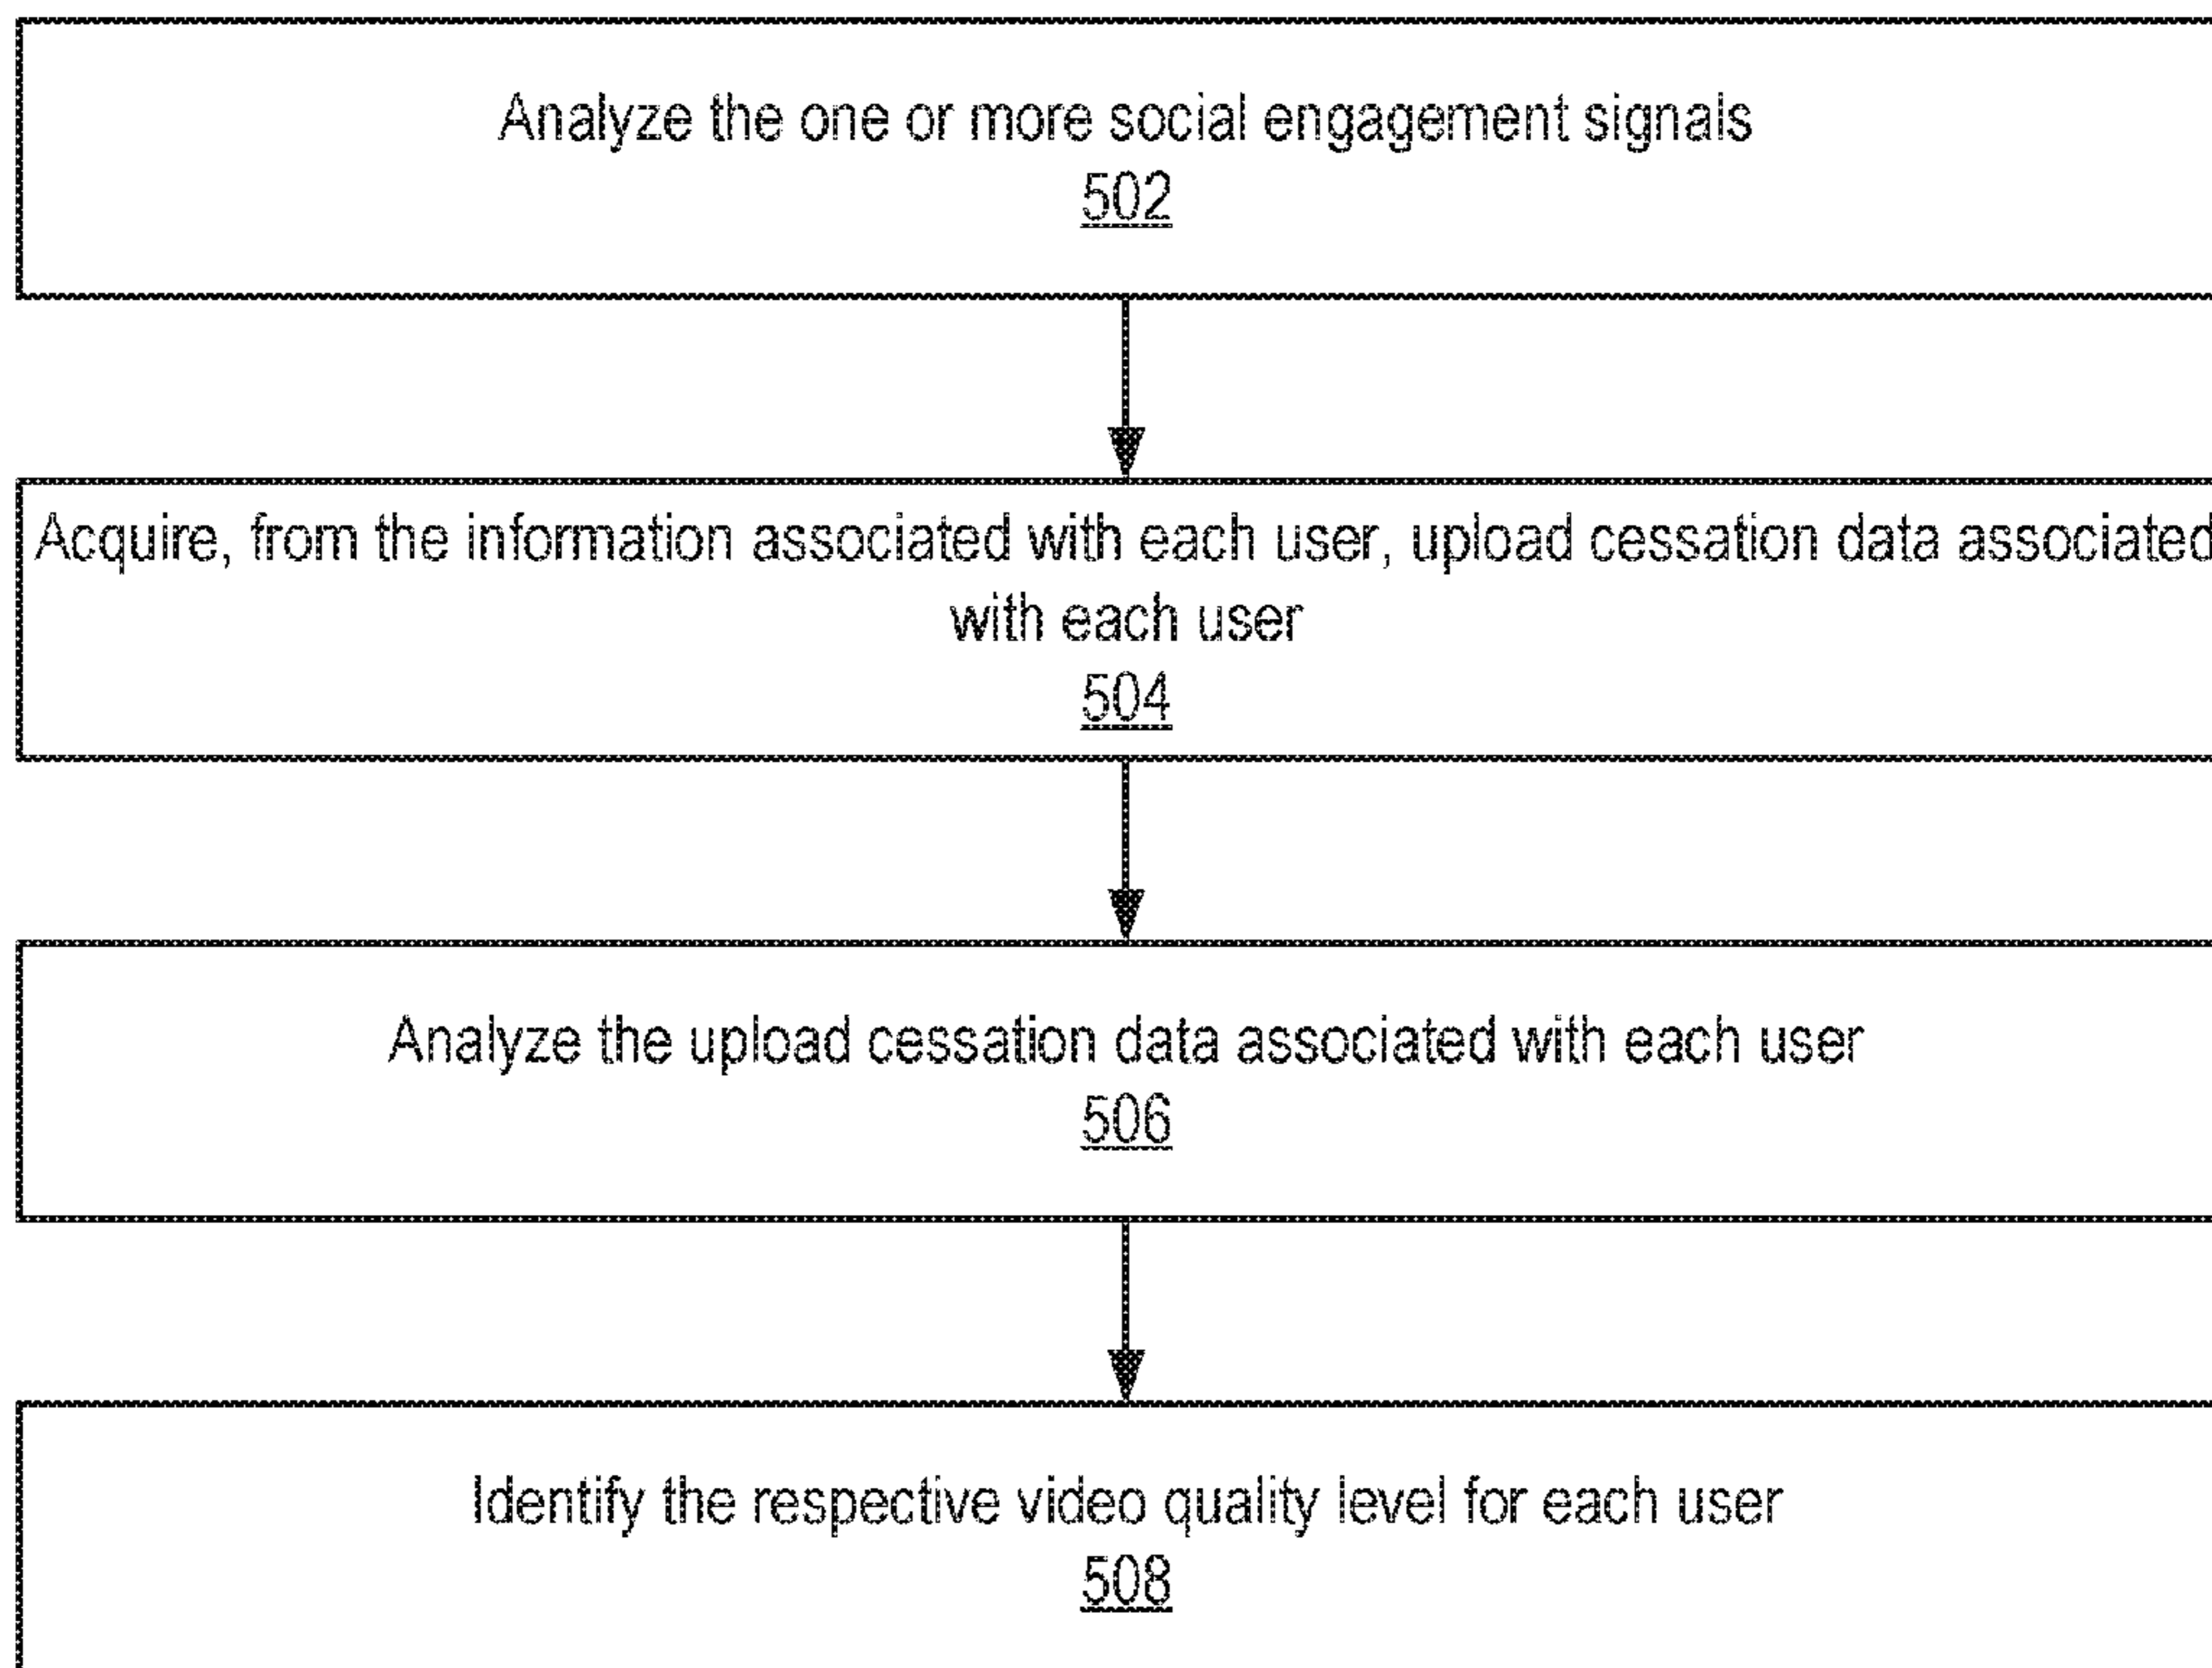 Analyze the one or more social engagement signals
502
Acquire, from the information associated with each user, upload cessation data associated
with each user
504
Analyze the upload cessation data associated with each user
506
Identify the respective video quality level for each user
508